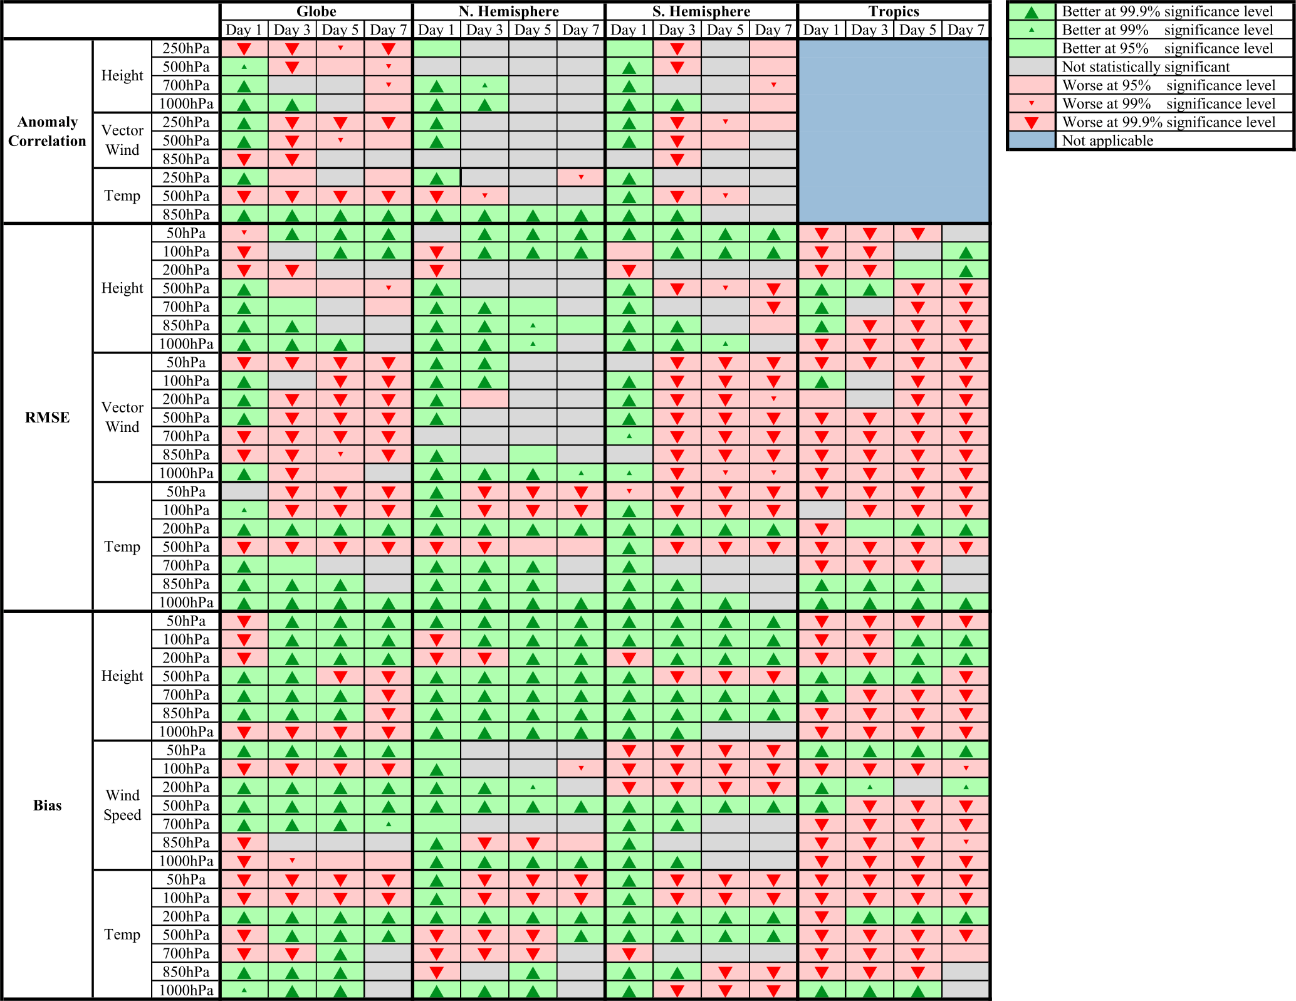 Globe N. Hemisphere S. Hemisphere Tropics
Day 1 Day 3 Day 5 Day 7 Day 1 Day 3 Day 5 Day 7 Day 1 Day 3 Day 5 Day 7 Day 1 Day 3 Day 5 Day 7
Anomaly
Correlation
Height
250hPa
500hPa
700hPa
1000hPa
Vector
Wind
250hPa
500hPa
850hPa
Temp
250hPa
500hPa
850hPa
RMSE
Height
50hPa
100hPa
200hPa
500hPa
700hPa
850hPa
1000hPa
Vector
Wind
50hPa
100hPa
200hPa
500hPa
700hPa
850hPa
1000hPa
Temp
50hPa
100hPa
200hPa
500hPa
700hPa
850hPa
1000hPa
Bias
Height
50hPa
100hPa
200hPa
500hPa
700hPa
850hPa
1000hPa
Wind
Speed
50hPa
100hPa
200hPa
500hPa
700hPa
850hPa
1000hPa
Temp
50hPa
100hPa
200hPa
500hPa
700hPa
850hPa
1000hPa
Better at 99.9% significance level
Better at 99% significance level
Better at 95% significance level
Not statistically significant
Worse at 95% significance level
Worse at 99% significance level
Worse at 99.9% significance level
Not applicable